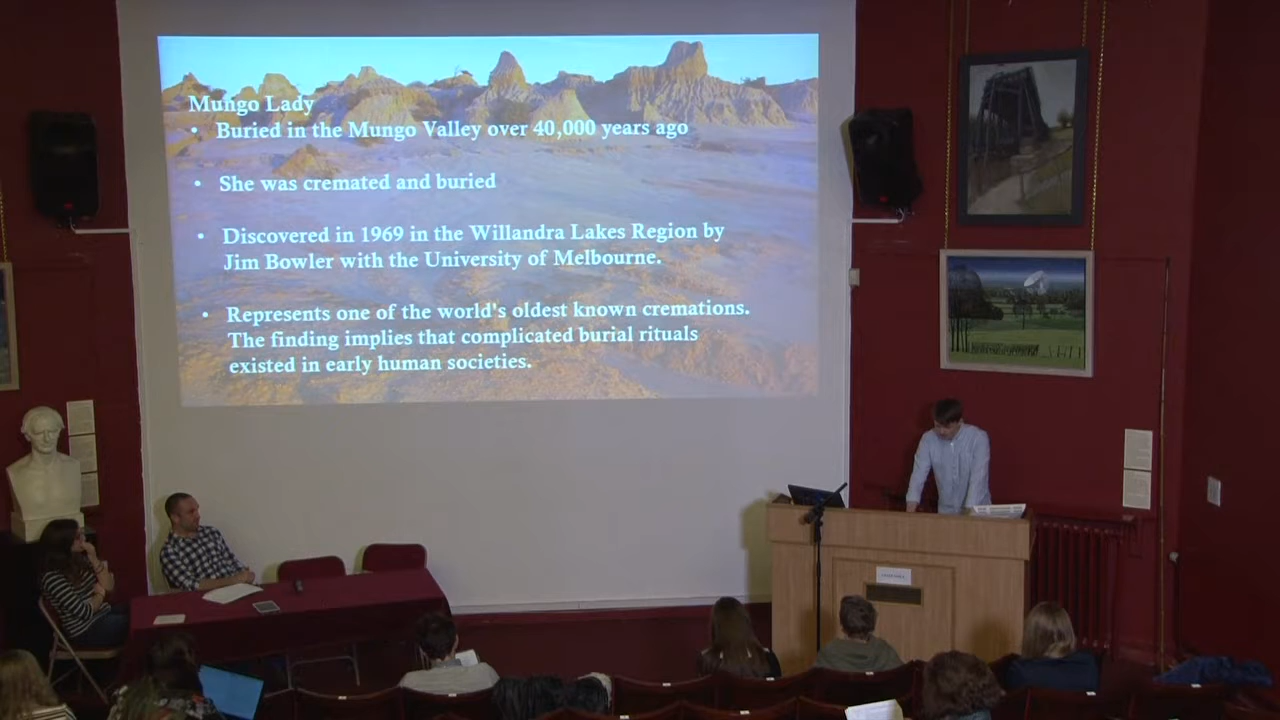 Mungo Lady
• Buried in the Mungo Valley over 40,000 years ago
• She was cremated and buried
• Discovered in 1969 in the Willandra Lakes Region by
Jim Bowler with the University of Melbourne.
• Represents one of the world's oldest known cremations.
The finding implies that complicated burial rituals
existed in early human societies.